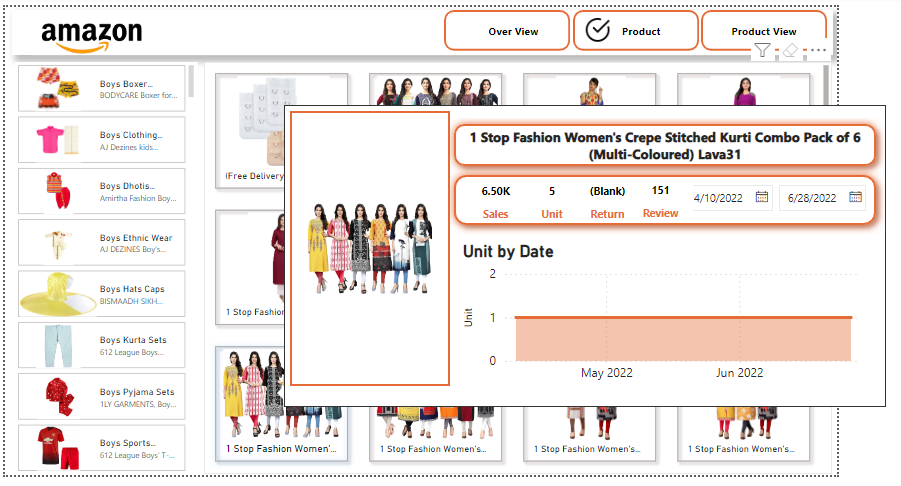 amazon
Over View
Product
Product View
Boys Boxer...
BODYCARE Boxer for...
Boys Clothing...
AJ Dezines kids...
Boys Dhotis...
Amirtha Fashion Boy...
Boys Ethnic Wear
AJ DEZINES Boy's...
Boys Hats Caps
BISMAADH SIKH...
Boys Kurta Sets
612 League Boys...
Boys Pyjama Sets
1LY GARMENTS, Boy...
Boys Sports...
612 League Boys' T-...
(Free Delivery
1 Stop Fashion
1 Stop Fashion Women's Crepe Stitched Kurti Combo Pack of 6
(Multi-Coloured) Lava31
6.50K
5
(Blank)
151
4/10/2022
6/28/2022
Sales
Unit
Return
Review
Unit by Date
2
1
0
Unit
May 2022
Jun 2022
1 Stop Fashion Women'...
1 Stop Fashion Women's...
1 Stop Fashion Women's...
1 Stop Fashion Women's...